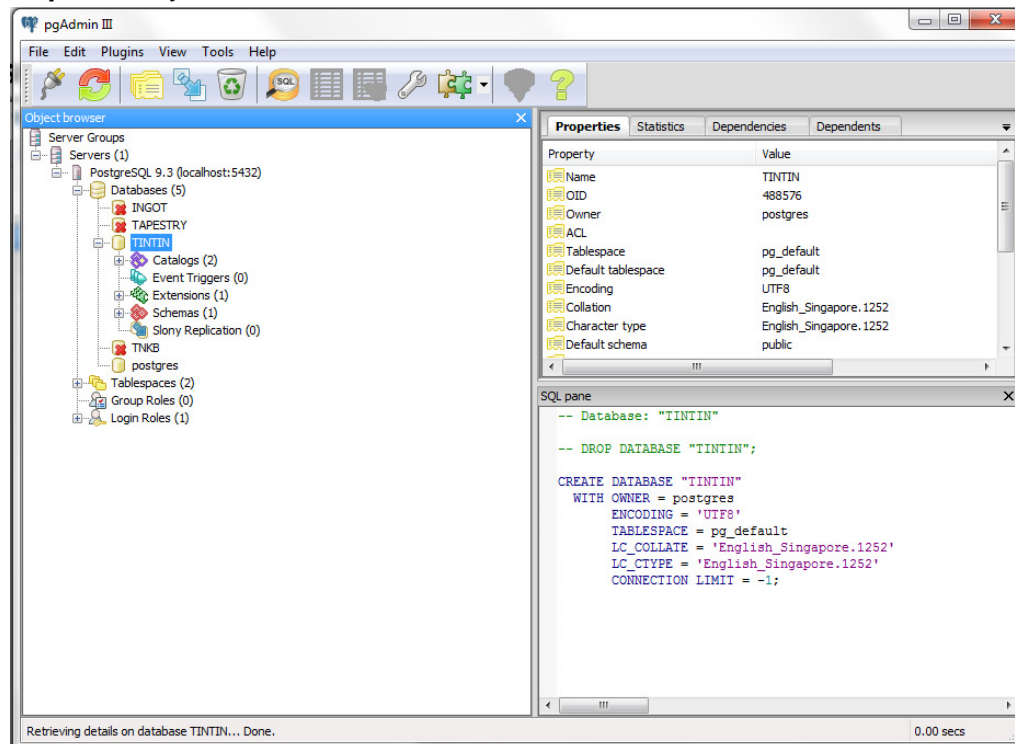 pgAdmin III
File Edit Plugins View Tools Help
SQL
Object browser
Server Groups
Servers (1)
PostgreSQL 9.3 (localhost:5432)
Databases (5)
INGOT
TAPESTRY
TINTIN
Catalogs (2)
Event Triggers (0)
Extensions (1)
Schemas (1)
Slony Replication (0)
TNKB
postgres
Tablespaces (2)
Group Roles (0)
Login Roles (1)
Properties Statistics Dependencies Dependents
Property Value
Name TINTIN
OID 488576
Owner postgres
ACL
Tablespace pg_default
Default tablespace pg_default
Encoding UTF8
Collation English_Singapore.1252
Character type English_Singapore.1252
Default schema public
SQL pane
-- Database: "TINTIN"
-- DROP DATABASE "TINTIN";
CREATE DATABASE "TINTIN"
WITH OWNER = postgres
ENCODING = 'UTF8'
TABLESPACE = pg_default
LC_COLLATE = 'English_Singapore.1252'
LC_CTYPE = 'English_Singapore.1252'
CONNECTION LIMIT = -1;
Retrieving details on database TINTIN... Done. 0.00 secs